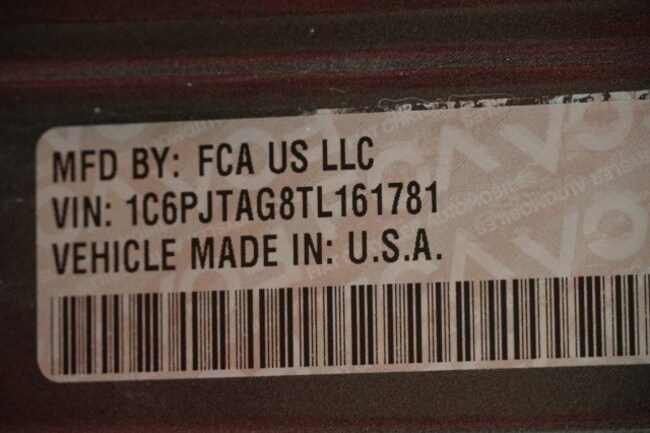 MFD BY: FCA US LLC
VIN: 1C6PJTAG8TL161781
VEHICLE MADE IN: U.S.A.